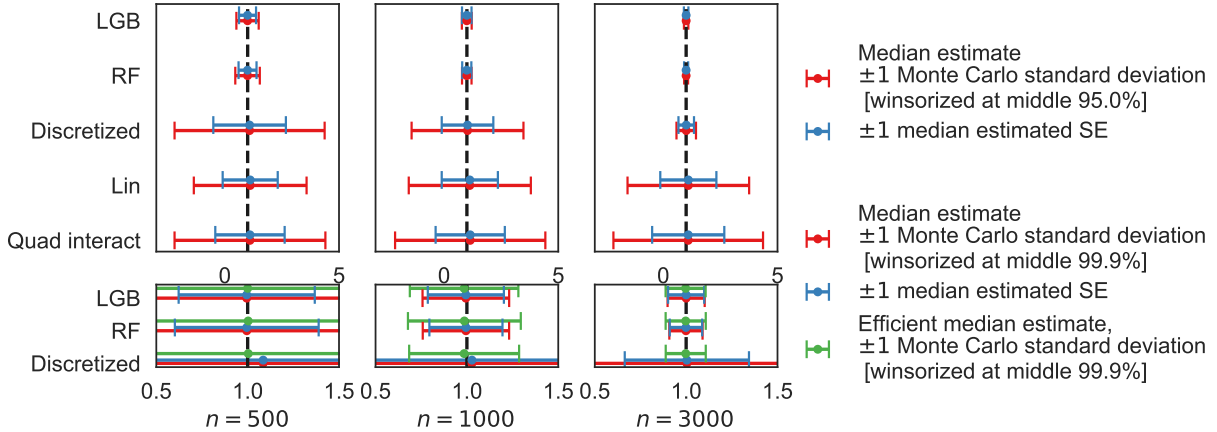 LGB
RF
Discretized
Lin
Quad interact
0 5 0 5 0 5
LGB
RF
Discretized
0.5 1.0 1.5 0.5 1.0 1.5 0.5 1.0 1.5
n = 500 n = 1000 n = 3000
Median estimate
±1 Monte Carlo standard deviation
[winsorized at middle 95.0%]
±1 median estimated SE
Median estimate
±1 Monte Carlo standard deviation
[winsorized at middle 99.9%]
±1 median estimated SE
Efficient median estimate,
±1 Monte Carlo standard deviation
[winsorized at middle 99.9%]